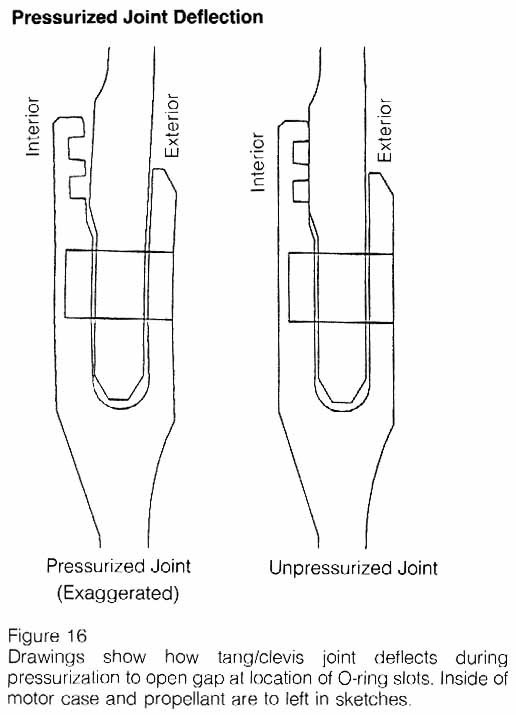 Pressurized Joint Deflection
Interior
Exterior
Interior
Exterior
Pressurized Joint
(Exaggerated)
Unpressurized Joint
Figure 16
Drawings show how tang/clevis joint deflects during
pressurization to open gap at location of O-ring slots. Inside of
motor case and propellant are to left in sketches.